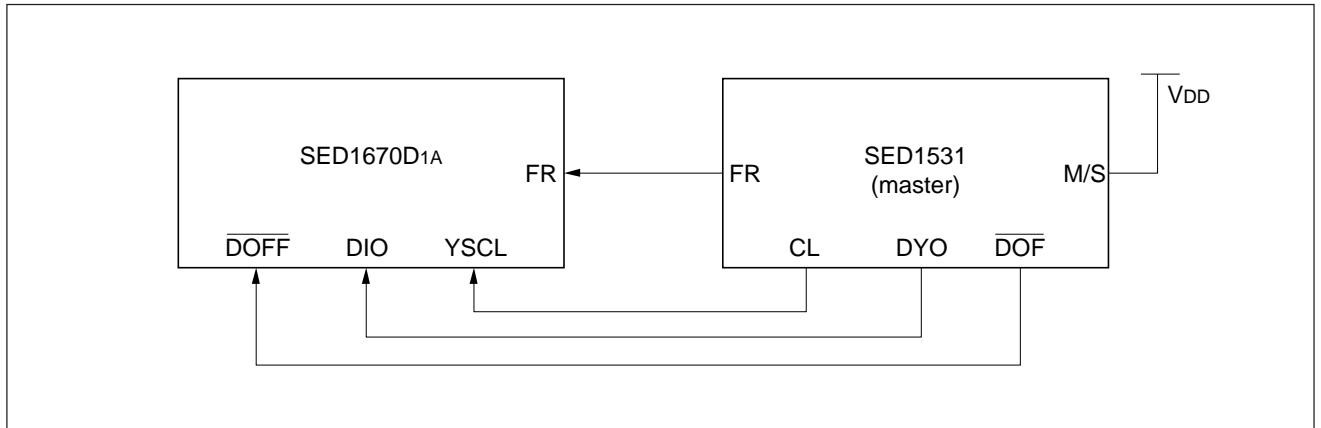 VDD
SED1670D1A
SED1531
(master)
FR
FR
M/S
DOFF
DIO
YSCL
CL
DYO
DOF